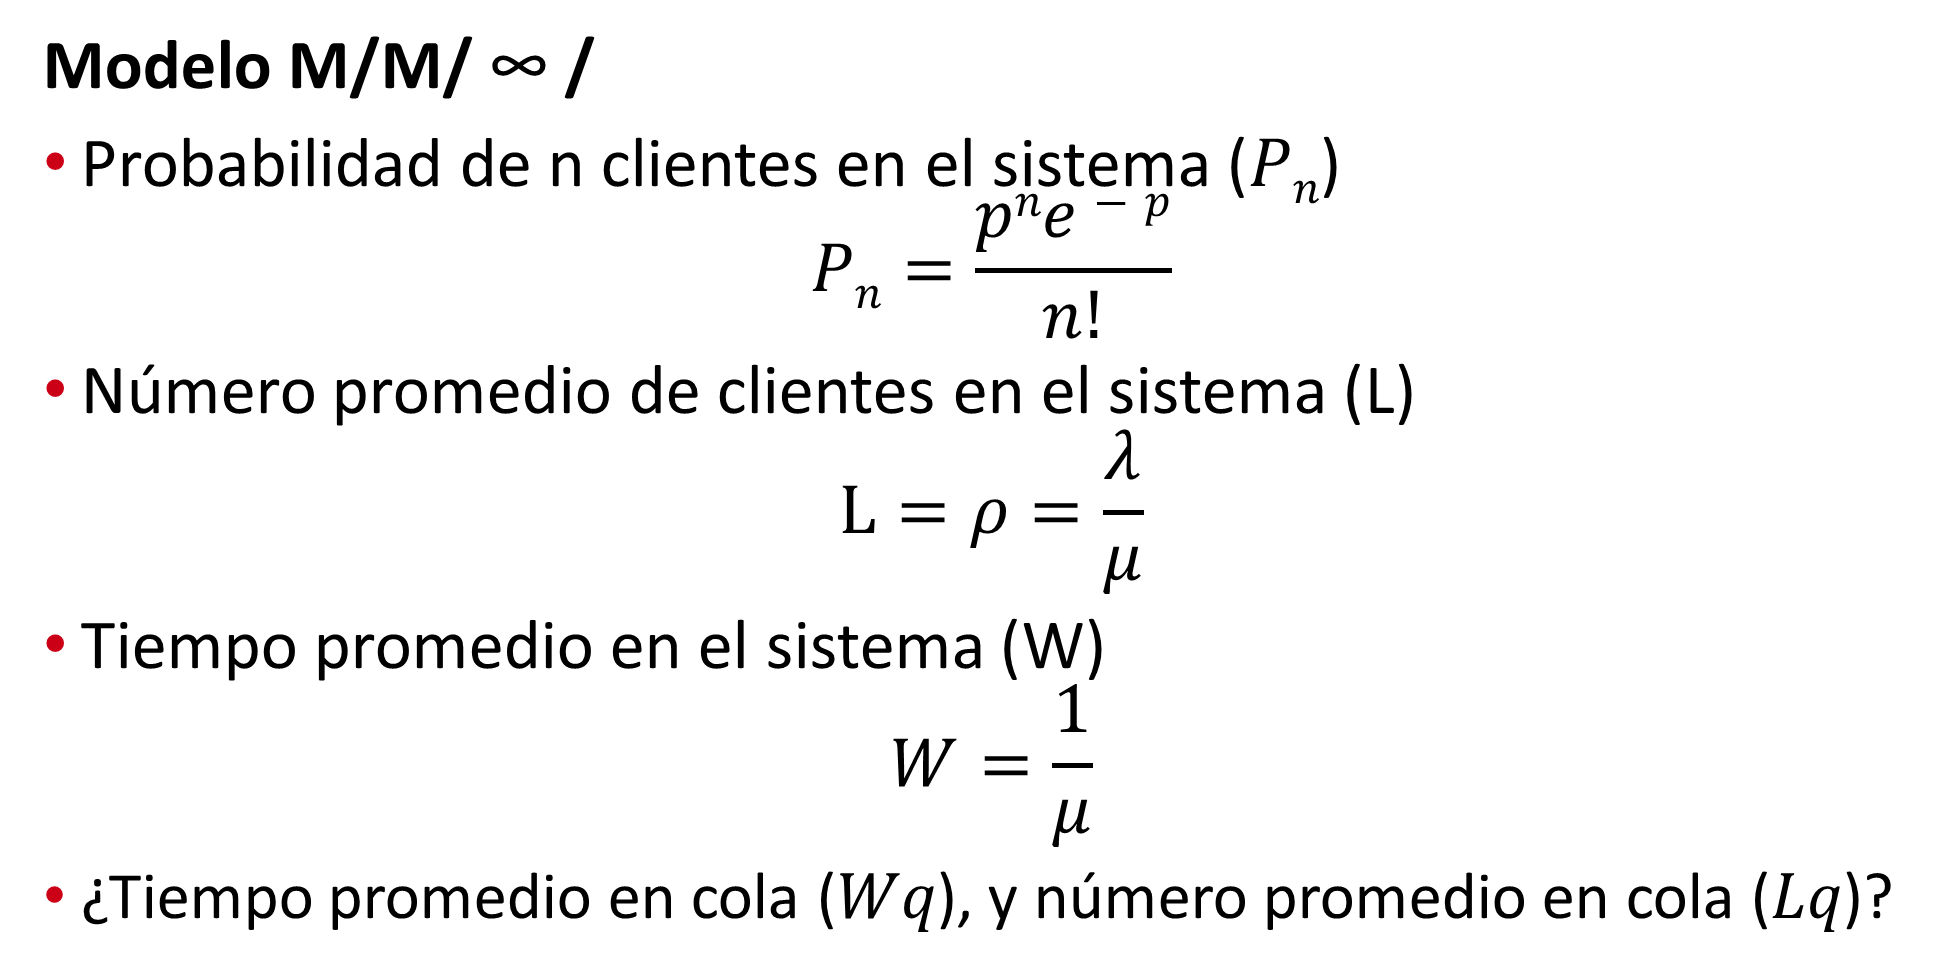 Modelo M/M/ ∞ /
• Probabilidad de n clientes en el sistema (Pₙ)
Pₙ = pⁿe ⁻ ᵖ / n!
• Número promedio de clientes en el sistema (L)
L = ρ = λ / μ
• Tiempo promedio en el sistema (W)
W = 1 / μ
• ¿Tiempo promedio en cola (Wq), y número promedio en cola (Lq)?